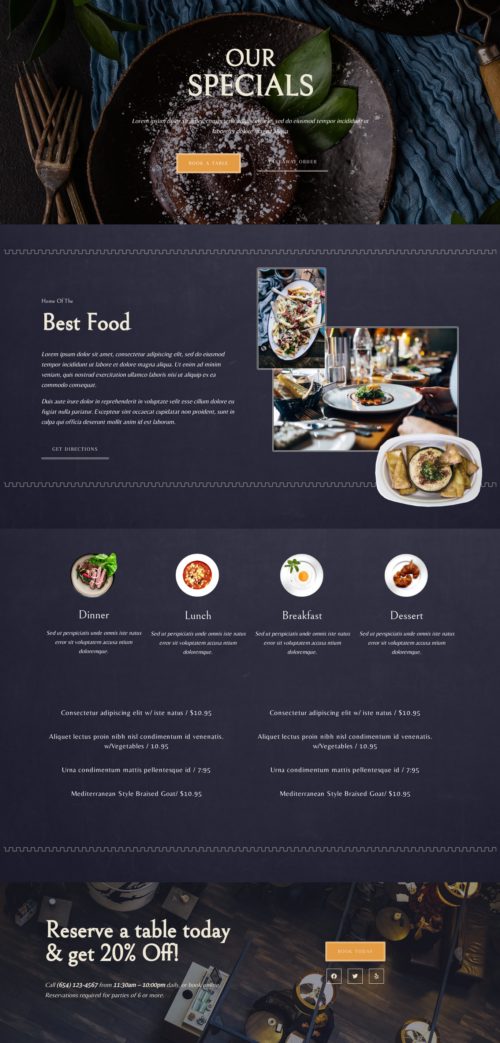 OUR
SPECIALS
Lorem ipsum dolor sit amet, consectetur adipiscing elit, sed do eiusmod tempor incididunt ut
labore et dolore magna aliqua
BOOK A TABLE
TAKEAWAY ORDER
Home Of The
Best Food
Lorem ipsum dolor sit amet, consectetur adipiscing elit, sed do eiusmod
tempor incididunt ut labore et dolore magna aliqua. Ut enim ad minim
veniam, quis nostrud exercitation ullamco laboris nisi et aliquip ex ea
commodo consequat.
Duis aute irure dolor in reprehenderit in voluptate velit esse cillum dolore eu
fugiat nulla pariatur. Excepteur sint occaecat cupidatat non proident, sunt in
culpa qui officia deserunt mollit anim id est laborum.
GET DIRECTIONS
Dinner
Sed ut perspiciatis unde omnis iste natus
error sit voluptatem accusa ntium
doloremque.
Lunch
Sed ut perspiciatis unde omnis iste natus
error sit voluptatem accusa ntium
doloremque.
Breakfast
Sed ut perspiciatis unde omnis iste natus
error sit voluptatem accusa ntium
doloremque.
Dessert
Sed ut perspiciatis unde omnis iste natus
error sit voluptatem accusa ntium
doloremque.
Consectetur adipiscing elit w/ iste natus / $10.95
Aliquet lectus proin nibh nisl condimentum id venenatis.
w/Vegetables / 10.95
Urna condimentum mattis pellentesque id / 7.95
Mediterranean Style Braised Goat/ $10.95
Consectetur adipiscing elit w/ iste natus / $10.95
Aliquet lectus proin nibh nisl condimentum id venenatis.
w/Vegetables / 10.95
Urna condimentum mattis pellentesque id / 7.95
Mediterranean Style Braised Goat/ $10.95
Reserve a table today
& get 20% Off!
Call (654) 123-4567 from 11:30am – 10:00pm daily, or book online
Reservations required for parties of 6 or more.
BOOK TODAY